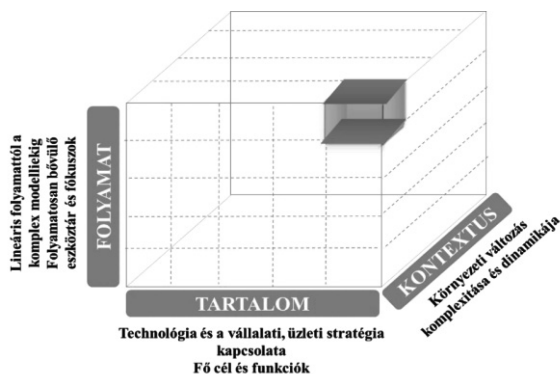 Lineáris folyamattól a
komplex modelliekig
Folyamatosan bővülő
eszköztár és fókuszok
FOLYAMAT
TARTALOM
Technológia és a vállalati, üzleti stratégia
kapcsolata
Fő cél és funkciók
KONTEXTUS
Környezeti változás
komplexitása és dinamikája